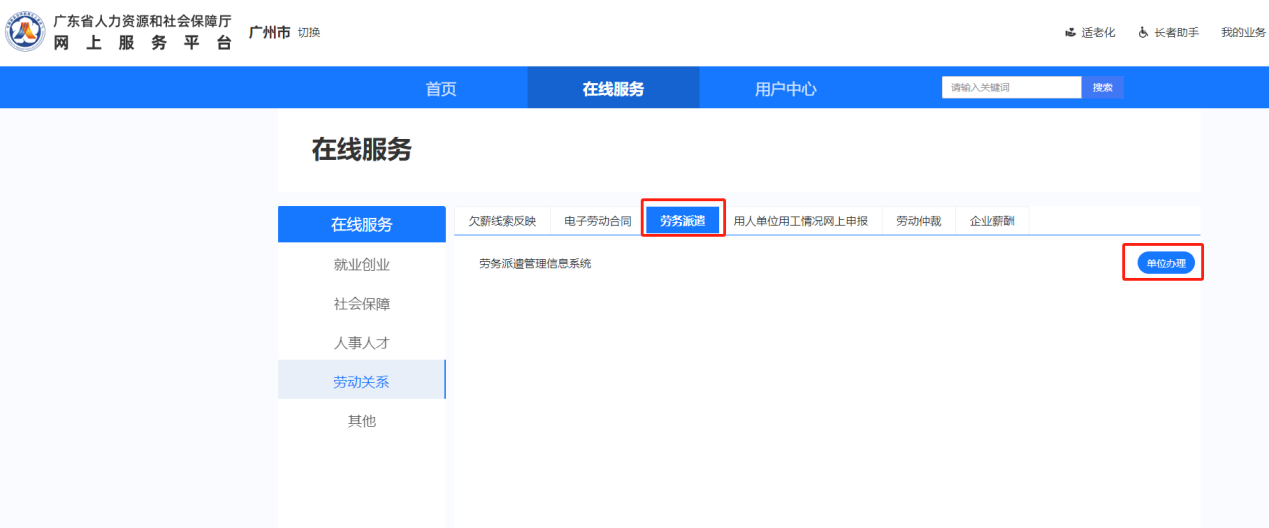 广东省人力资源和社会保障厅
网上服务平台
广州市 切换
适老化 长者助手 我的业务
首页 在线服务 用户中心 请输入关键词 搜索
在线服务
在线服务
欠薪线索反映 电子劳动合同 劳务派遣 用人单位用工情况网上申报 劳动仲裁 企业薪酬
就业创业
劳务派遣管理信息系统 单位办理
社会保障
人事人才
劳动关系
其他